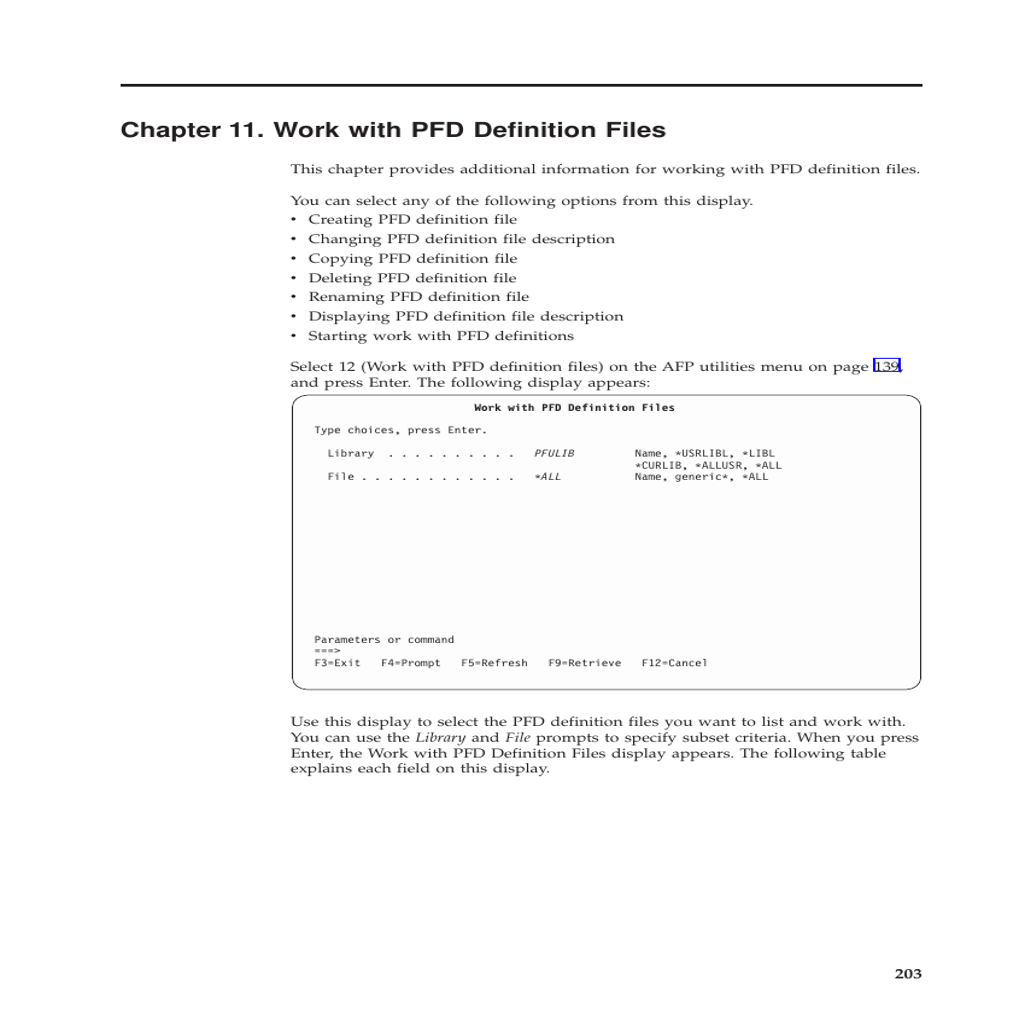 Chapter 11. Work with PFD Definition Files
This chapter provides additional information for working with PFD definition files.
You can select any of the following options from this display.
• Creating PFD definition file
• Changing PFD definition file description
• Copying PFD definition file
• Deleting PFD definition file
• Renaming PFD definition file
• Displaying PFD definition file description
• Starting work with PFD definitions
Select 12 (Work with PFD definition files) on the AFP utilities menu on page 139,
and press Enter. The following display appears:
Work with PFD Definition Files
Type choices, press Enter.
Library . . . . . . . . . . PFULIB Name, *USRLIBL, *LIBL
*CURLIB, *ALLUSR, *ALL
File . . . . . . . . . . . . *ALL Name, generic*, *ALL
Parameters or command
===>
F3=Exit F4=Prompt F5=Refresh F9=Retrieve F12=Cancel
Use this display to select the PFD definition files you want to list and work with.
You can use the Library and File prompts to specify subset criteria. When you press
Enter, the Work with PFD Definition Files display appears. The following table
explains each field on this display.
203